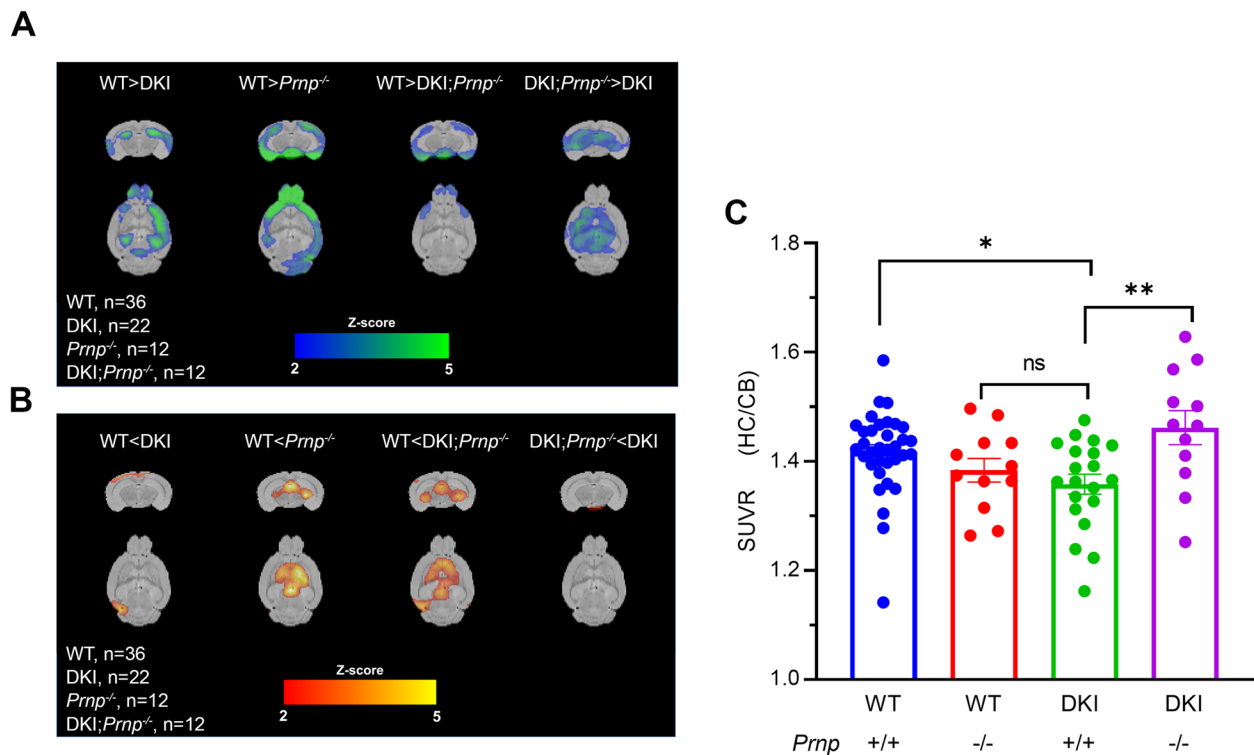 A
WT>DKI WT>Prnp-/- WT>DKI;Prnp-/- DKI;Prnp-/->DKI
WT, n=36
DKI, n=22
Prnp-/-, n=12
DKI;Prnp-/-, n=12
Z-score
2 5
B
WT<DKI WT<Prnp-/- WT<DKI;Prnp-/- DKI;Prnp-/-<DKI
WT, n=36
DKI, n=22
Prnp-/-, n=12
DKI;Prnp-/-, n=12
Z-score
2 5
C
SUVR (HC/CB)
1.8
1.6
1.4
1.2
1.0
*
**
ns
WT WT DKI DKI
Prnp +/+ -/- +/+ -/-